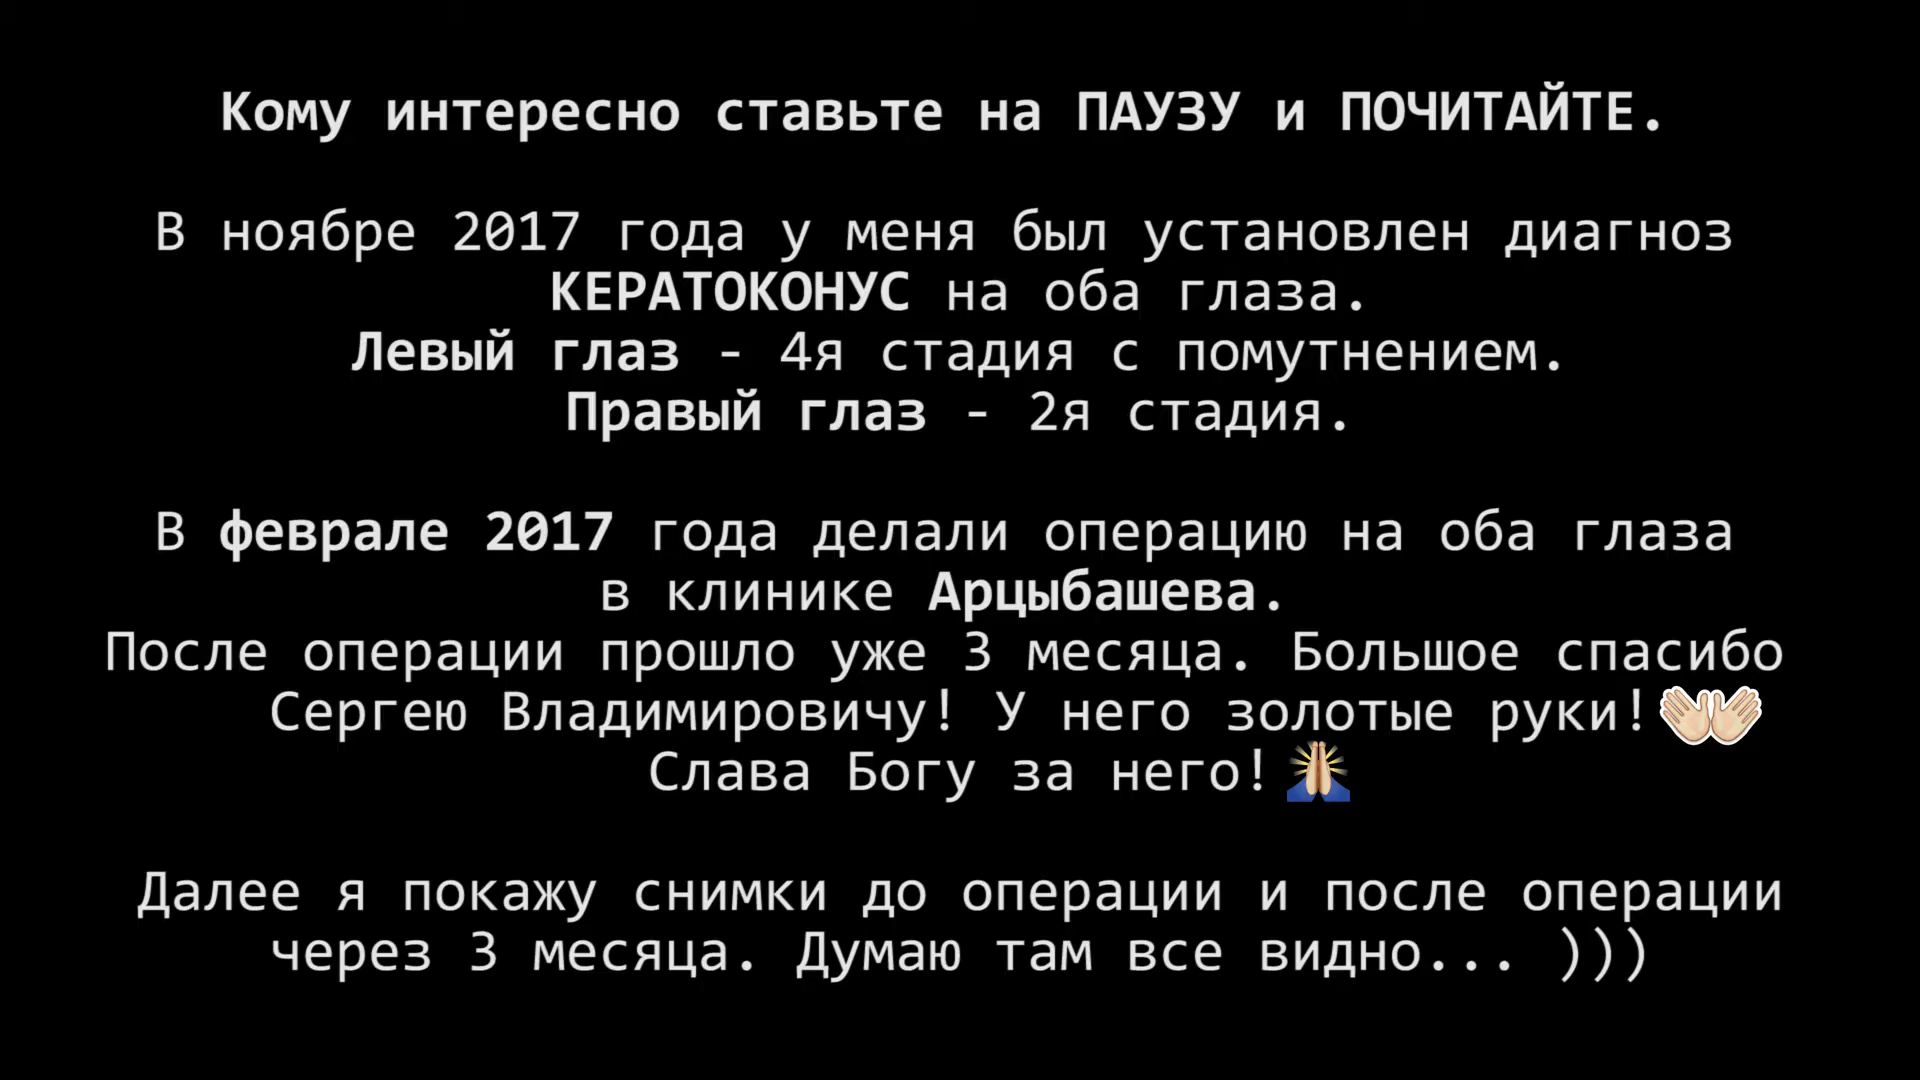 Кому интересно ставьте на ПАУЗУ и ПОЧИТАЙТЕ.
В ноябре 2017 года у меня был установлен диагноз
КЕРАТОКОНУС на оба глаза.
Левый глаз - 4я стадия с помутнением.
Правый глаз - 2я стадия.
В феврале 2017 года делали операцию на оба глаза
в клинике Арцыбашева.
После операции прошло уже 3 месяца. Большое спасибо
Сергею Владимировичу! У него золотые руки!👐
Слава Богу за него!🙏
Далее я покажу снимки до операции и после операции
через 3 месяца. Думаю там все видно... )))